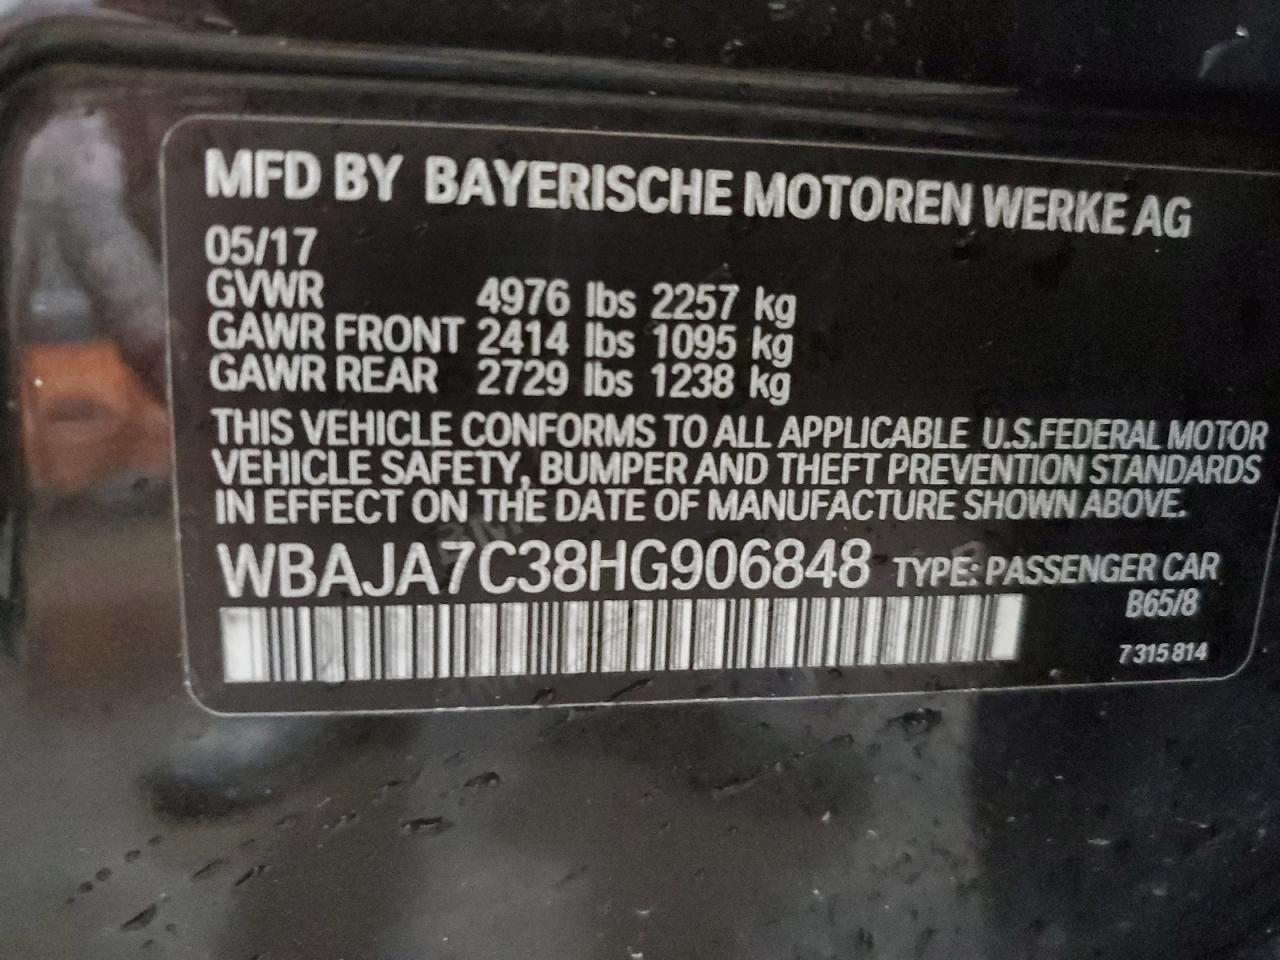 MFD BY BAYERISCHE MOTOREN WERKE AG
05/17
GVWR 4976 lbs 2257 kg
GAWR FRONT 2414 lbs 1095 kg
GAWR REAR 2729 lbs 1238 kg
THIS VEHICLE CONFORMS TO ALL APPLICABLE U.S.FEDERAL MOTOR
VEHICLE SAFETY, BUMPER AND THEFT PREVENTION STANDARDS
IN EFFECT ON THE DATE OF MANUFACTURE SHOWN ABOVE.
WBAJA7C38HG906848 TYPE: PASSENGER CAR
B65/8
7315814